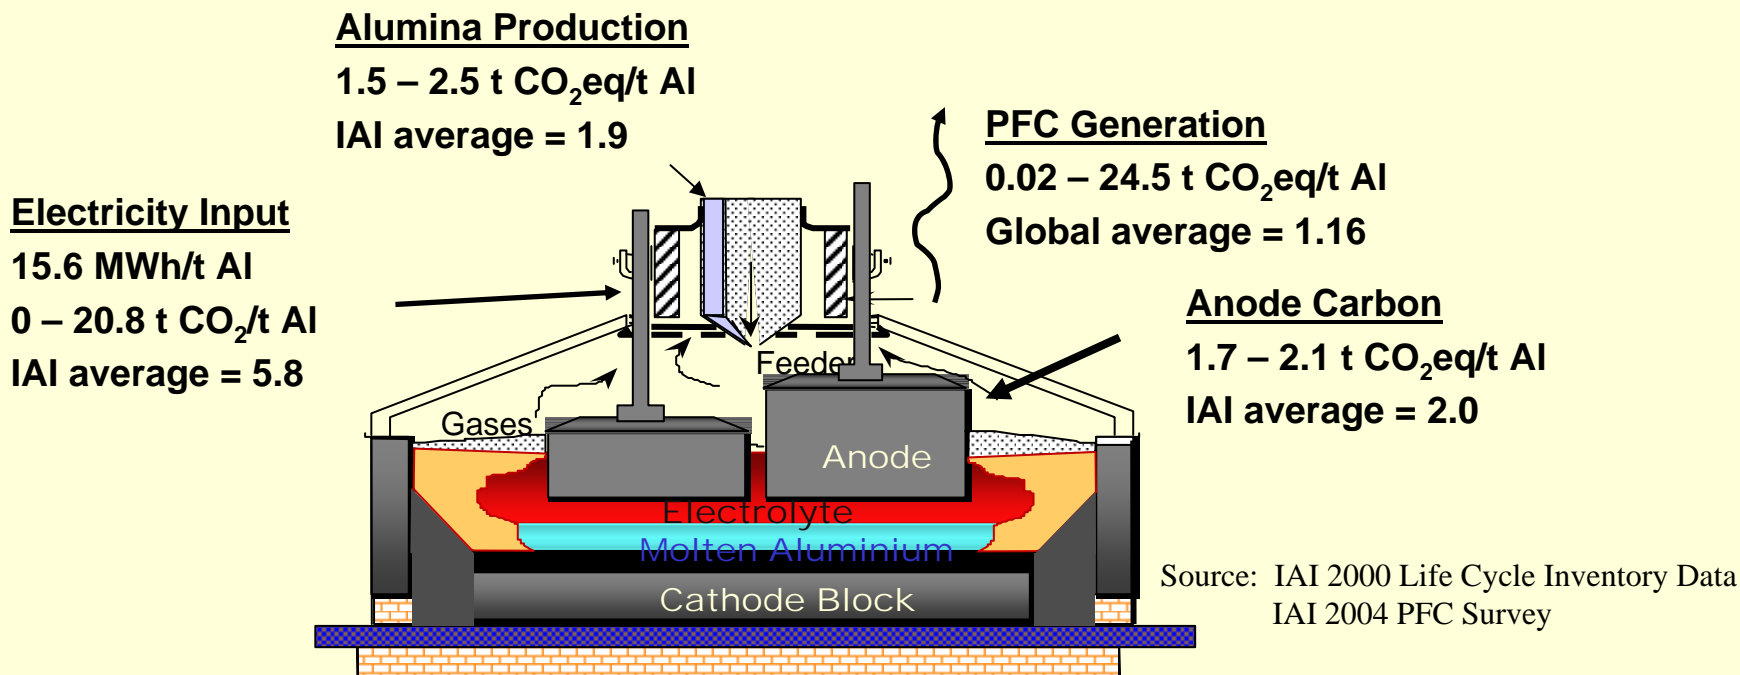 Alumina Production
1.5 – 2.5 t CO₂eq/t Al
IAI average = 1.9
PFC Generation
0.02 – 24.5 t CO₂eq/t Al
Global average = 1.16
Electricity Input
15.6 MWh/t Al
0 – 20.8 t CO₂/t Al
IAI average = 5.8
Anode Carbon
1.7 – 2.1 t CO₂eq/t Al
IAI average = 2.0
Feeder
Gases
Anode
Electrolyte
Molten Aluminium
Cathode Block
Source: IAI 2000 Life Cycle Inventory Data
IAI 2004 PFC Survey